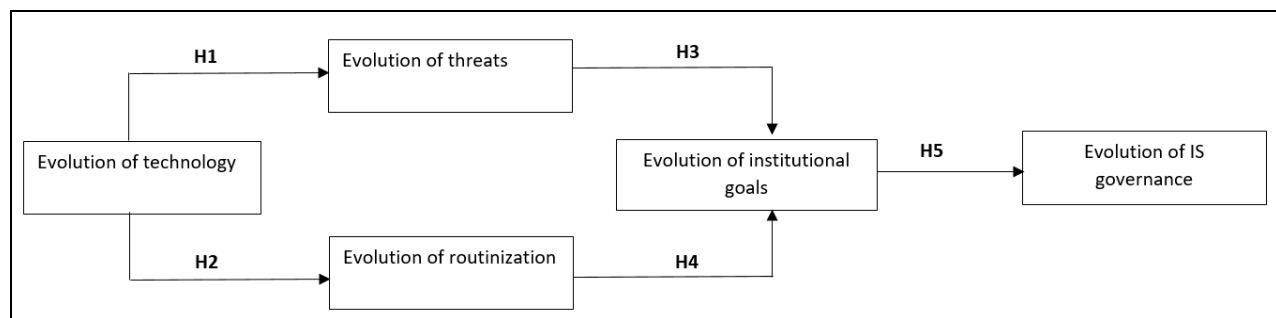 H1
Evolution of threats
H3
Evolution of technology
Evolution of institutional
goals
H5
Evolution of IS
governance
H2
Evolution of routinization
H4